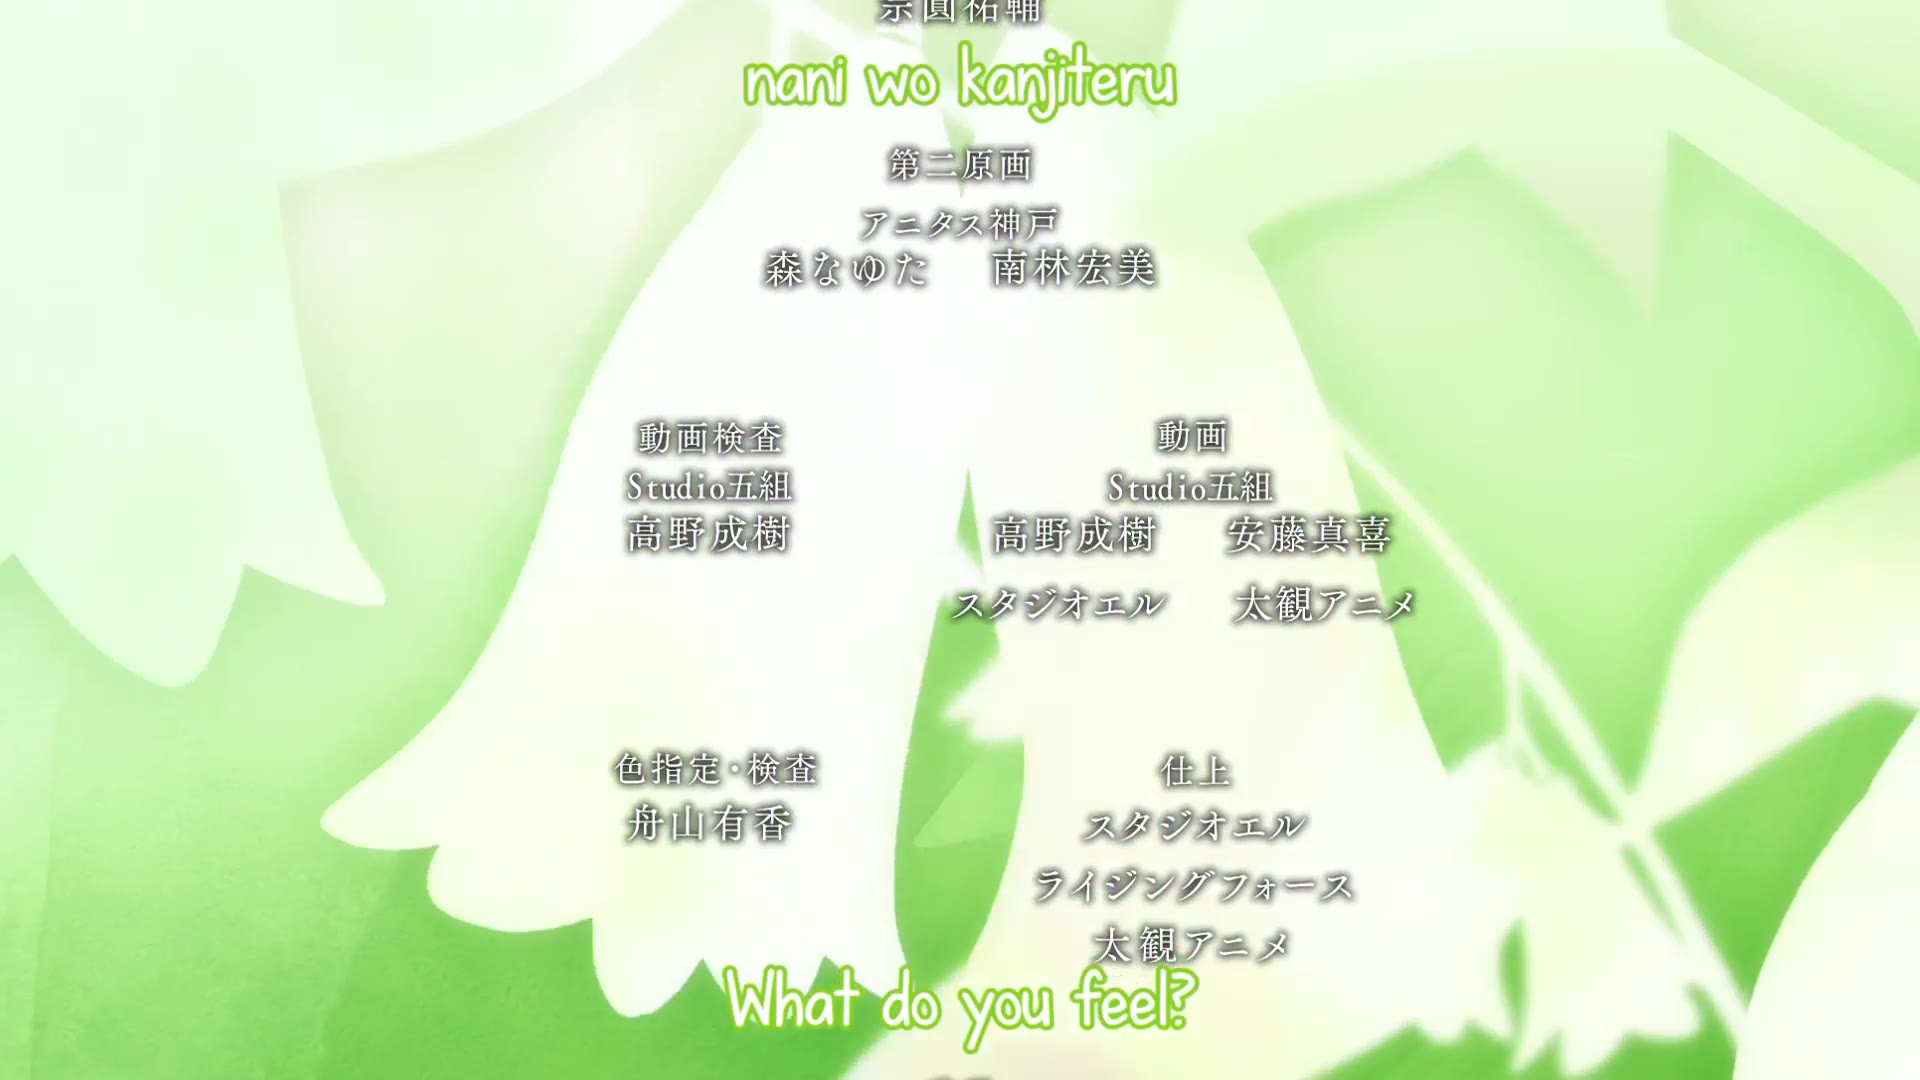 nani wo kanjiteru
第二原画
アニタス神戸
森なゆた 南林宏美
動画検査 動画
Studio五組 Studio五組
高野成樹 高野成樹 安藤真喜
スタジオエル 太観アニメ
色指定・検査 仕上
舟山有香 スタジオエル
ライジングフォース
太観アニメ
What do you feel?